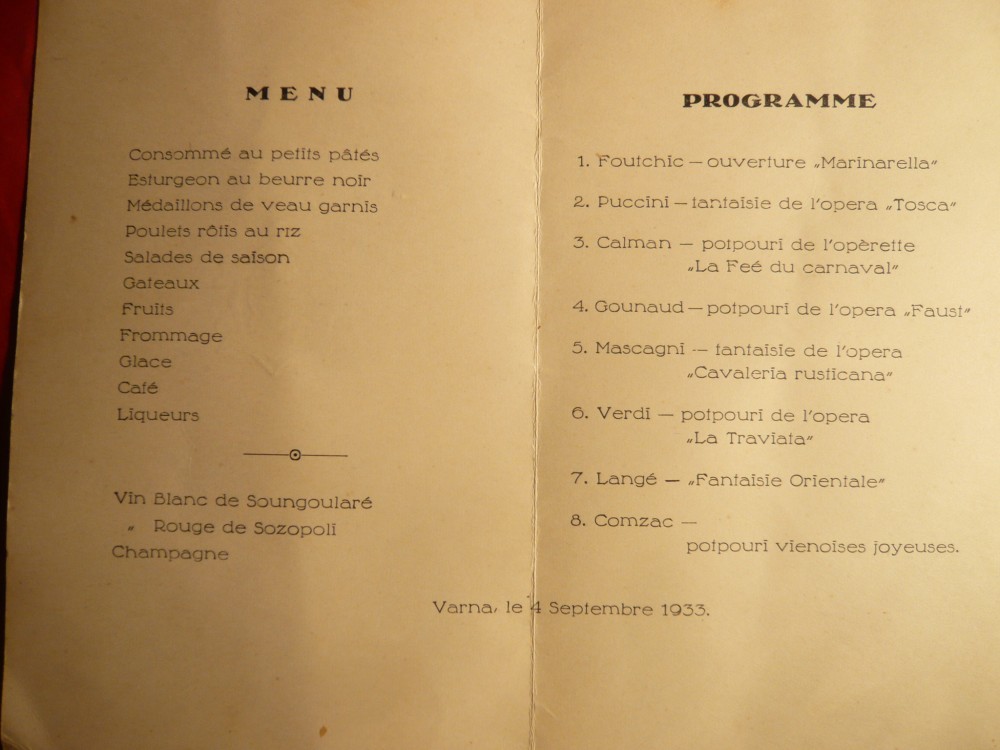 MENU
Consommé au petits pâtés
Esturgeon au beurre noir
Médaillons de veau garnis
Poulets rôtis au riz
Salades de saison
Gateaux
Fruits
Frommage
Glace
Café
Liqueurs
Vin Blanc de Soungoularé
„ Rouge de Sozopoli
Champagne
PROGRAMME
1. Foutchic — ouverture „Marinarella"
2. Puccini — fantaisie de l'opera „Tosca"
3. Calman — potpouri de l'opèrette
„La Feé du carnaval"
4. Gounaud — potpouri de l'opera „Faust"
5. Mascagni — fantaisie de l'opera
„Cavaleria rusticana"
6. Verdi — potpouri de l'opera
„La Traviata"
7. Langé — „Fantaisie Orientale"
8. Comzac —
potpouri vienoises joyeuses.
Varna, le 4 Septembre 1933.